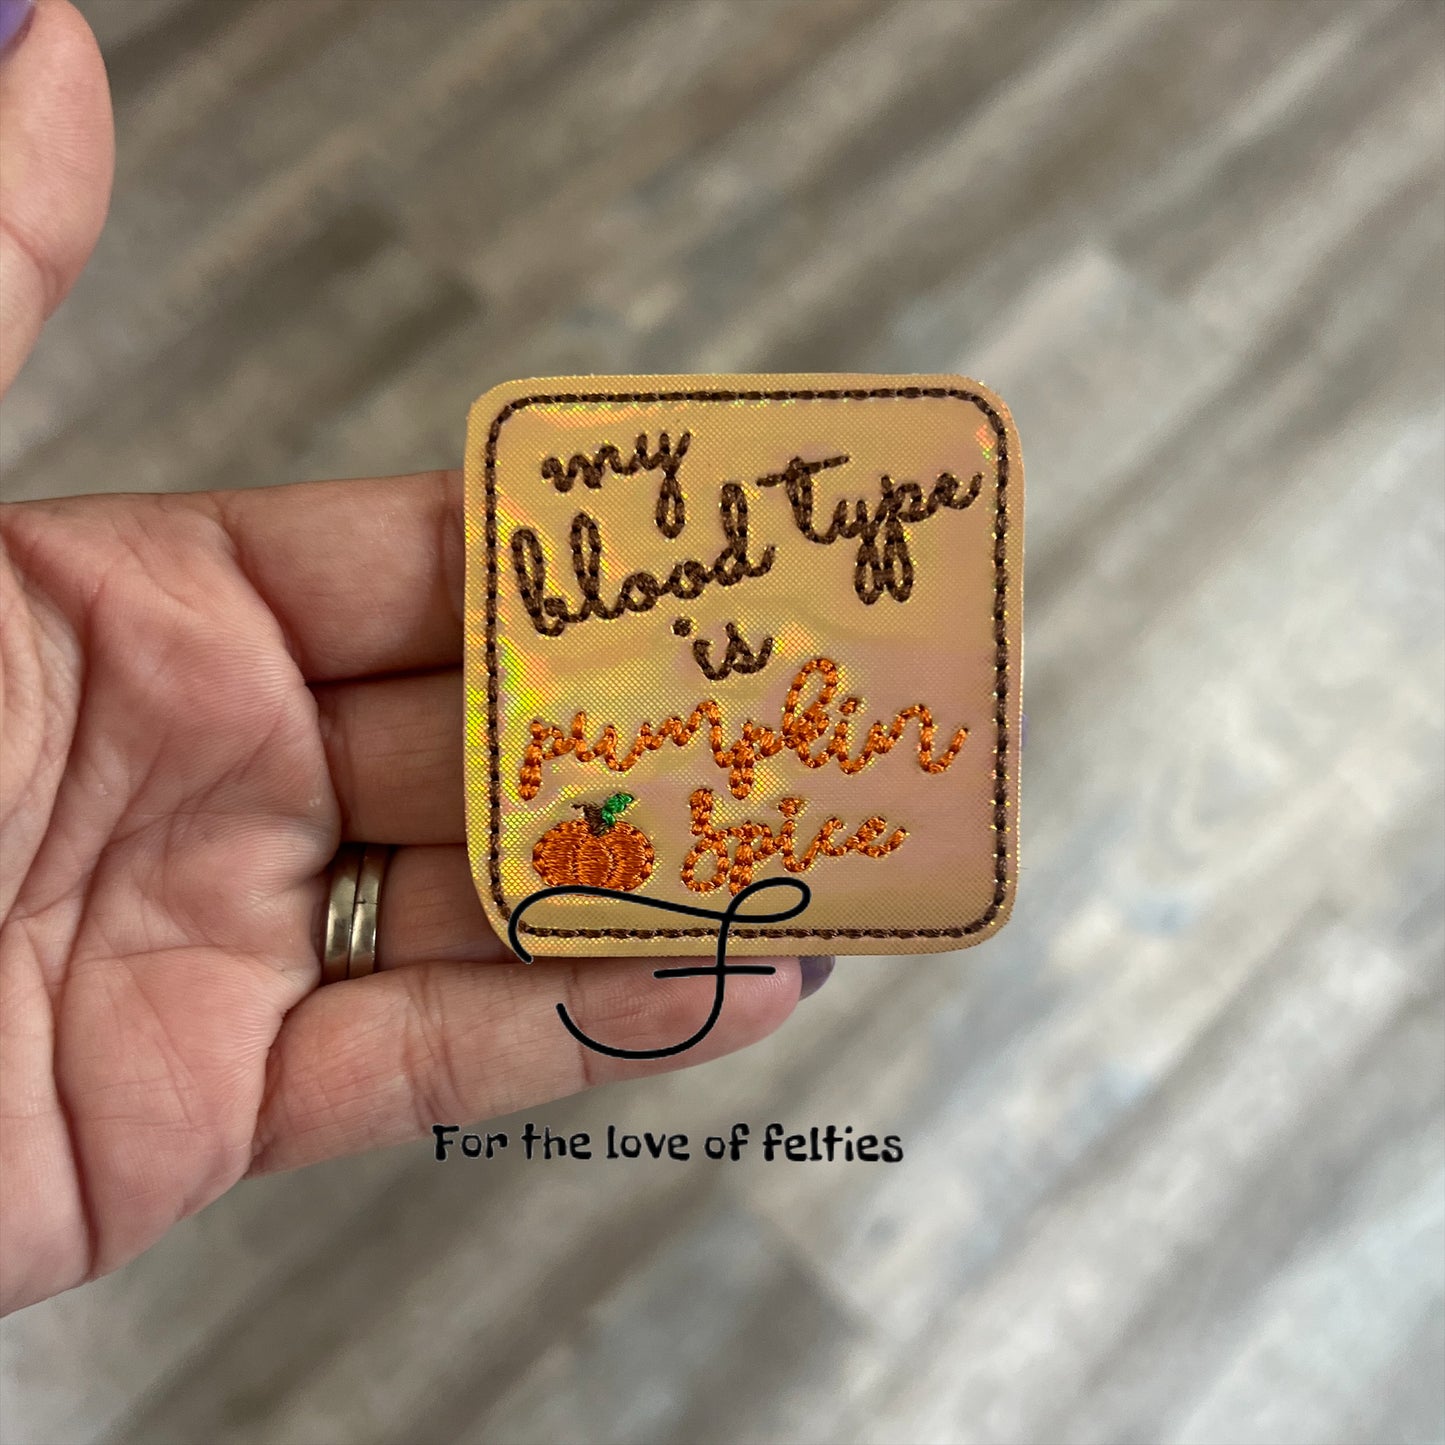 my
blood type
is
pumpkin
spice
F
For the love of felties